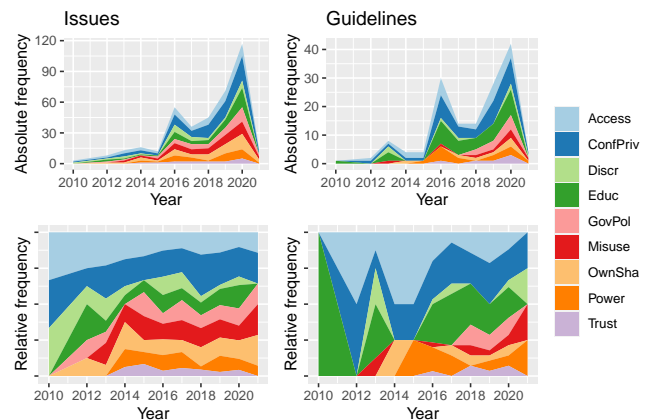 Issues
Guidelines
Absolute frequency
120
90
60
30
0
2010 2012 2014 2016 2018 2020
Year
Absolute frequency
40
30
20
10
0
2010 2012 2014 2016 2018 2020
Year
Relative frequency
2010 2012 2014 2016 2018 2020
Year
Relative frequency
2010 2012 2014 2016 2018 2020
Year
Access
ConfPriv
Discr
Educ
GovPol
Misuse
OwnSha
Power
Trust